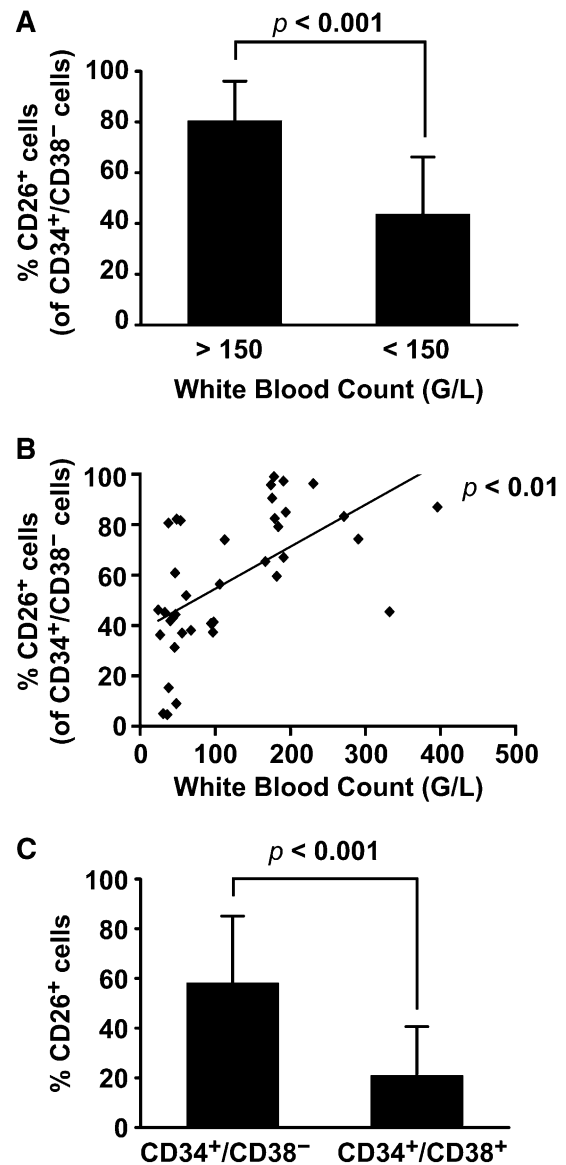 A
p < 0.001
% CD26⁺ cells
(of CD34⁺/CD38⁻ cells)
100
80
60
40
20
0
> 150
< 150
White Blood Count (G/L)
B
p < 0.01
% CD26⁺ cells
(of CD34⁺/CD38⁻ cells)
100
80
60
40
20
0
0 100 200 300 400 500
White Blood Count (G/L)
C
p < 0.001
% CD26⁺ cells
100
80
60
40
20
0
CD34⁺/CD38⁻
CD34⁺/CD38⁺